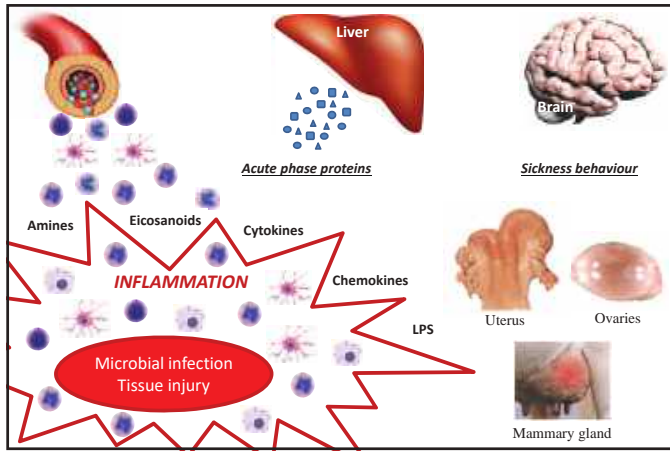 Liver
Brain
Acute phase proteins
Sickness behaviour
Amines
Eicosanoids
Cytokines
INFLAMMATION
Chemokines
LPS
Microbial infection
Tissue injury
Uterus
Ovaries
Mammary gland